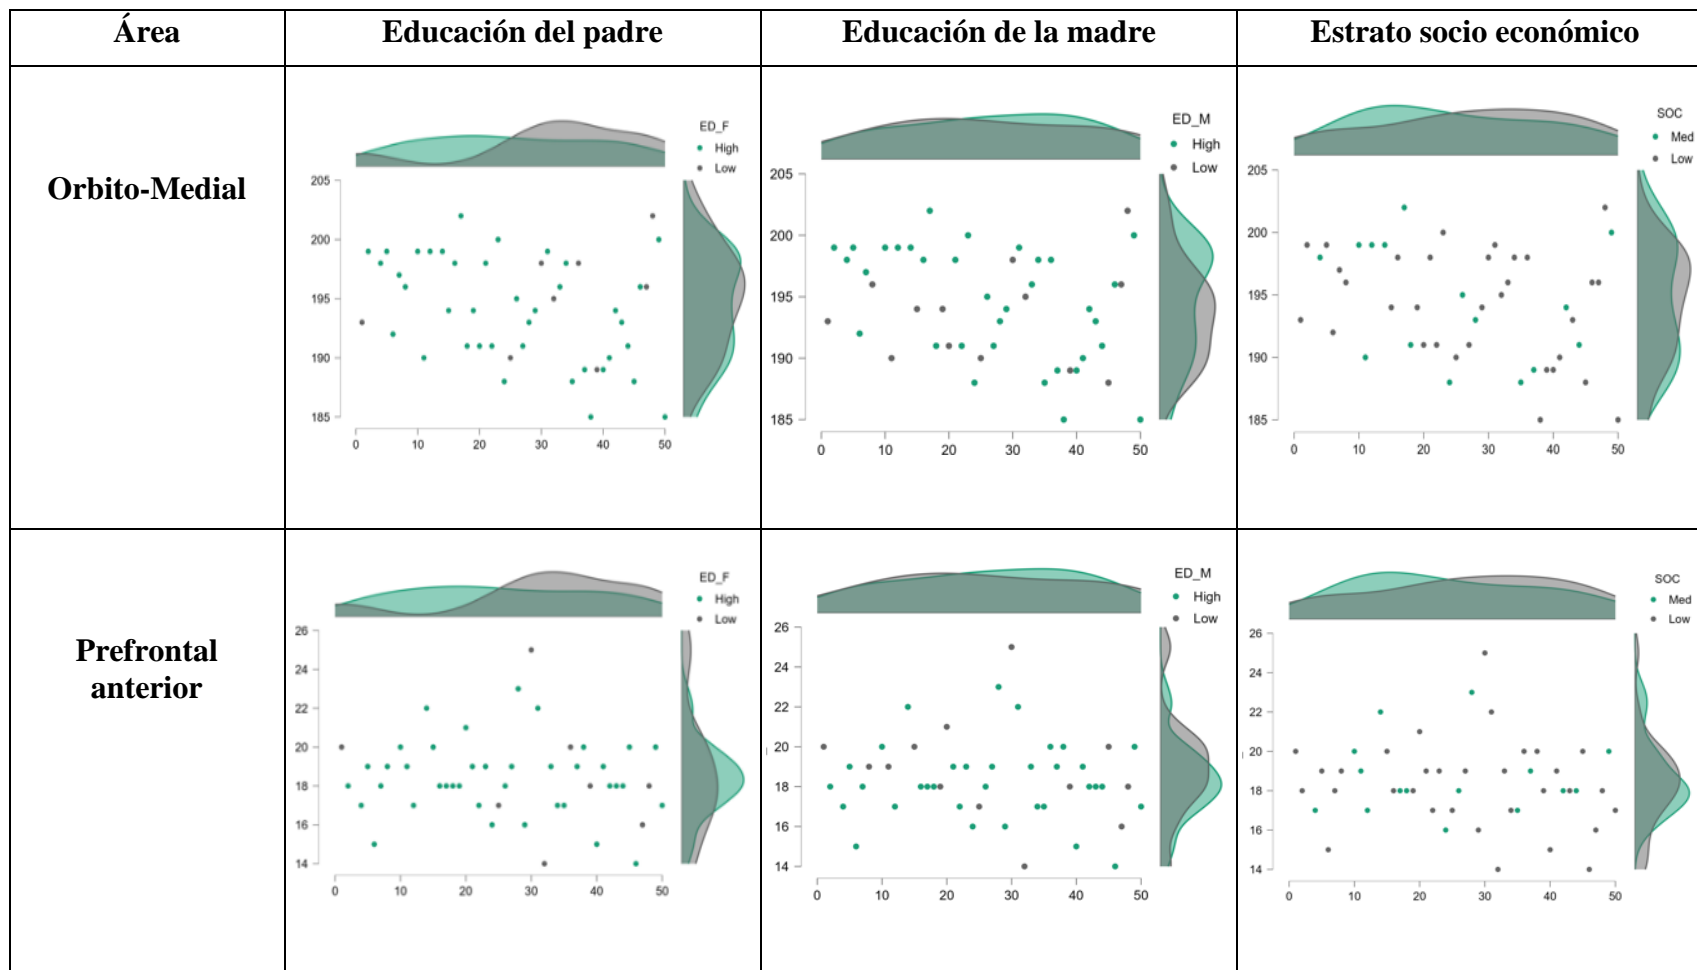 Área Educación del padre Educación de la madre Estrato socio económico
Orbito-Medial
ED_F
High
Low
205
200
195
190
185
0 10 20 30 40 50
ED_M
High
Low
205
200
195
190
185
0 10 20 30 40 50
SOC
Med
Low
205
200
195
190
185
0 10 20 30 40 50
Prefrontal
anterior
ED_F
High
Low
26
24
22
20
18
16
14
0 10 20 30 40 50
ED_M
High
Low
26
24
22
20
18
16
14
0 10 20 30 40 50
SOC
Med
Low
26
24
22
20
18
16
14
0 10 20 30 40 50